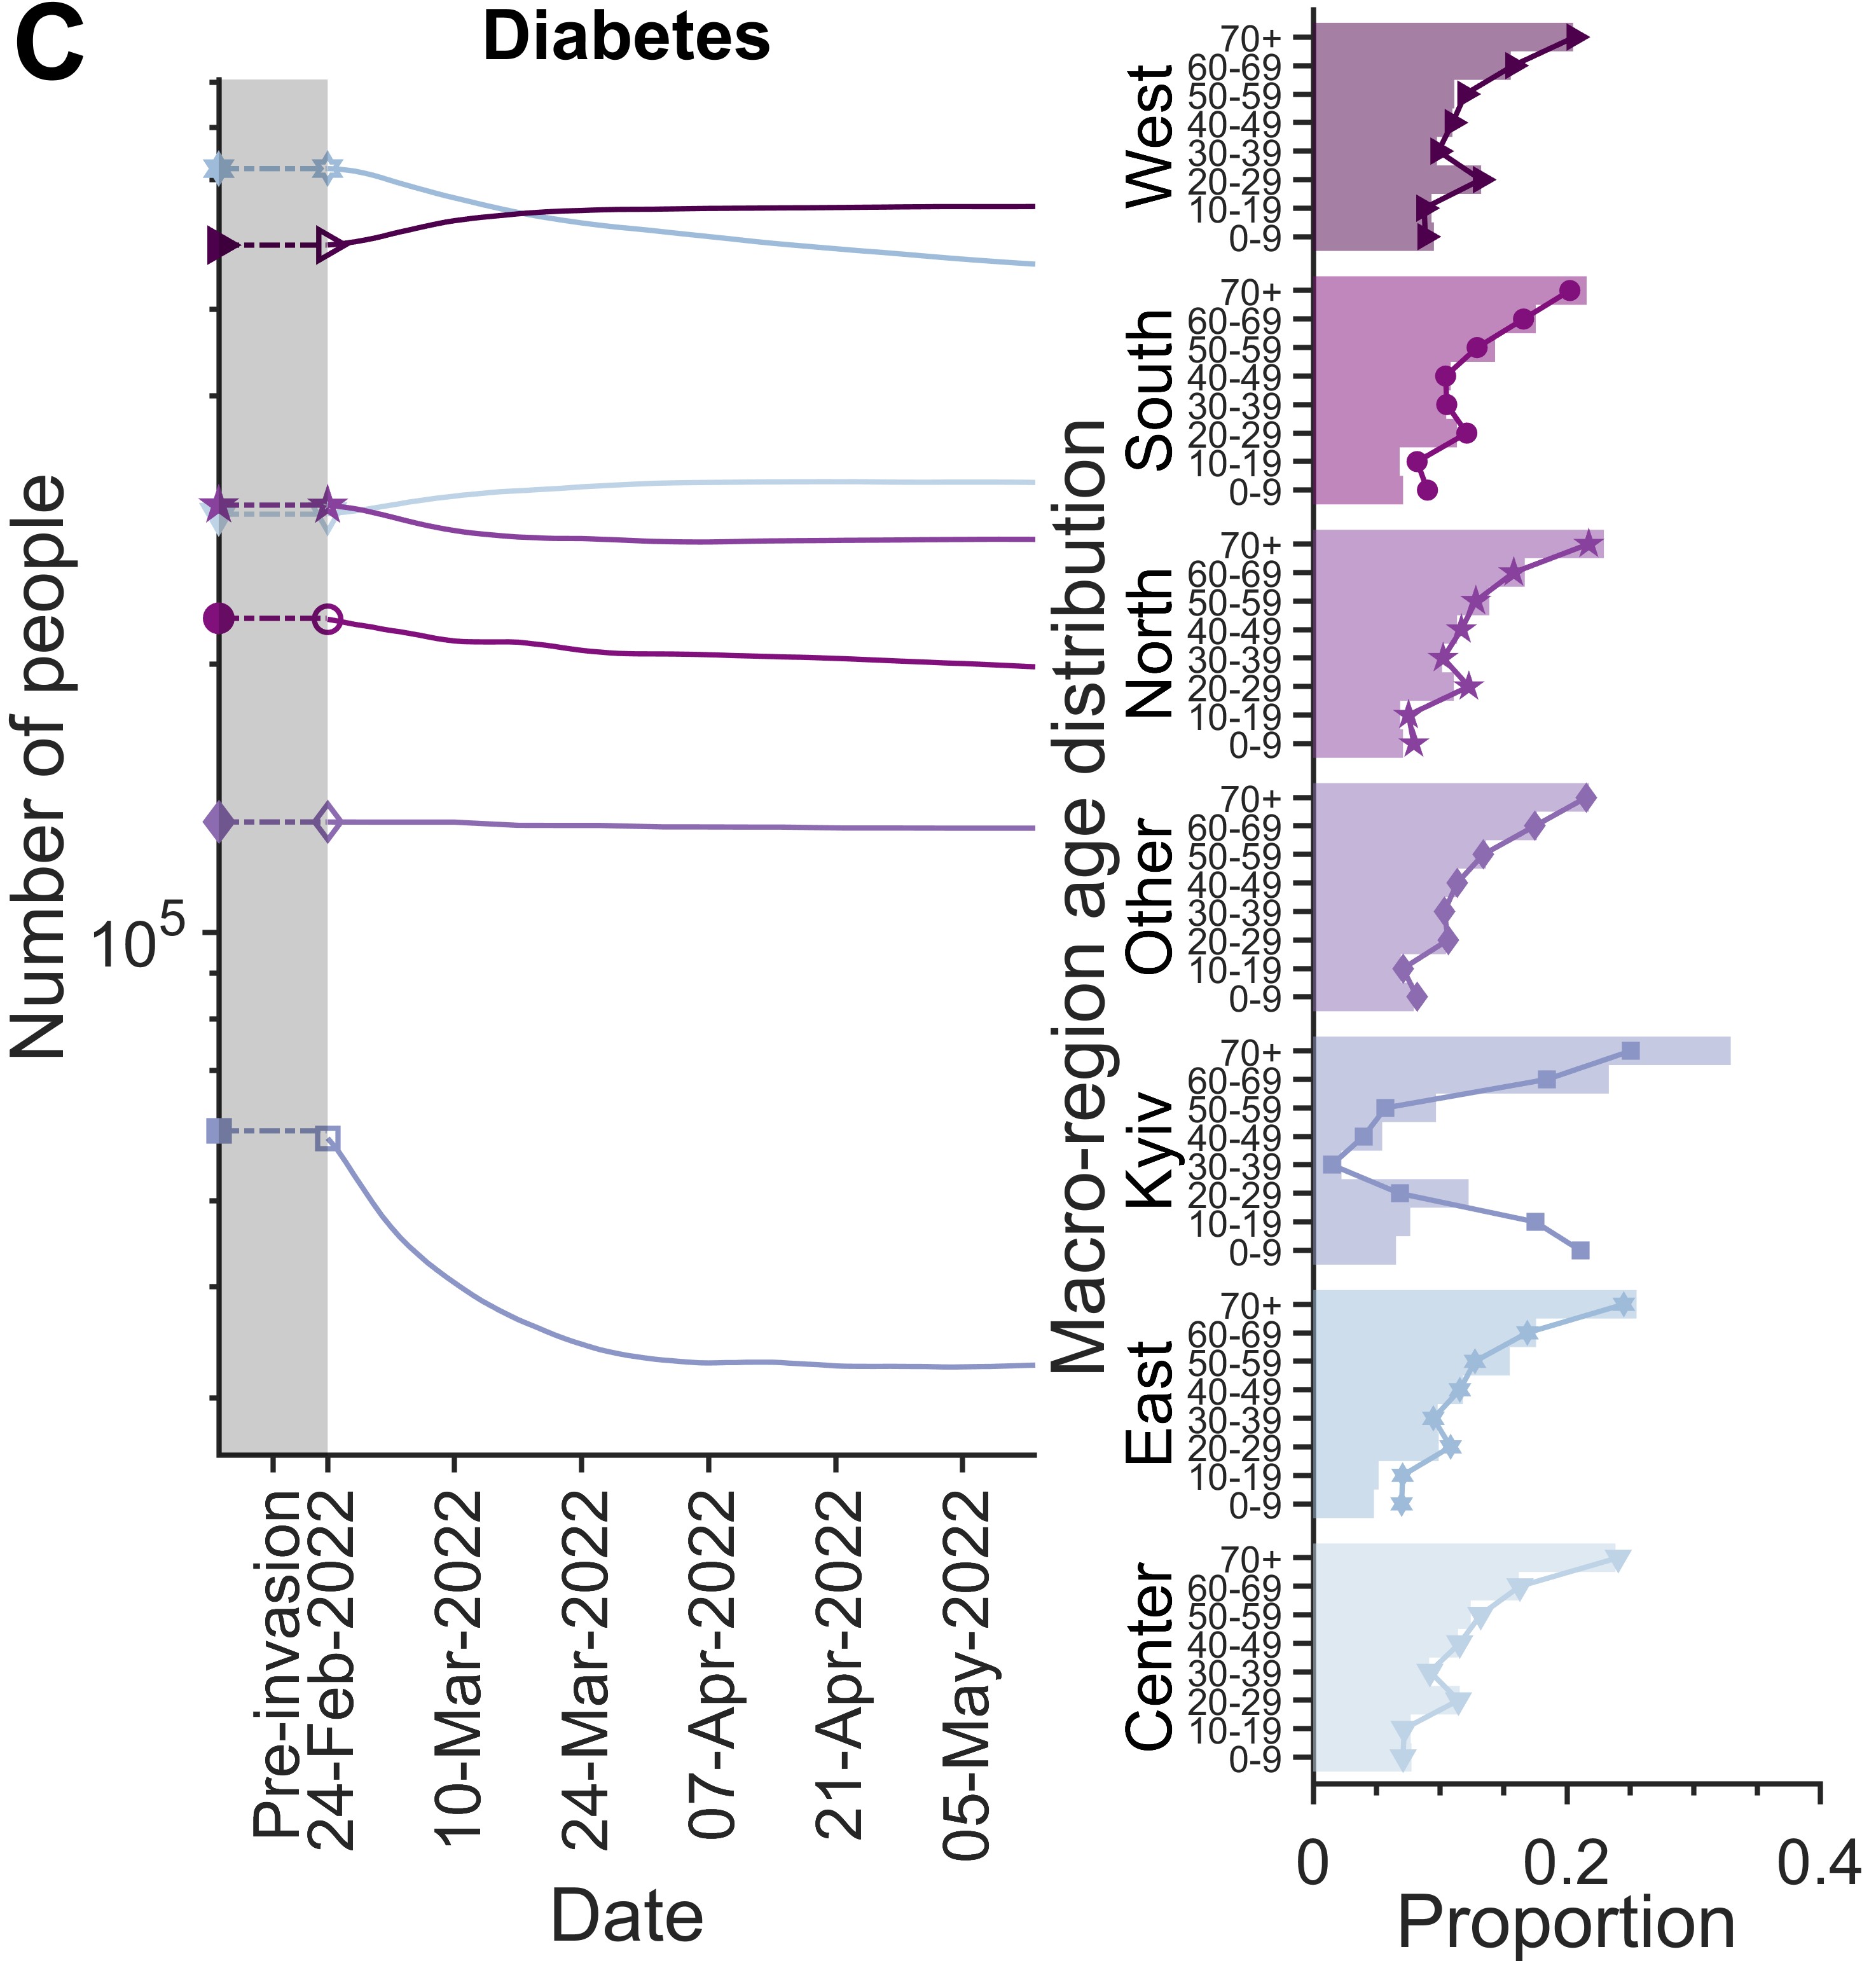 C
Diabetes
Number of people
10^5
Pre-invasion
24-Feb-2022
10-Mar-2022
24-Mar-2022
07-Apr-2022
21-Apr-2022
05-May-2022
Date
Macro-region age distribution
West
70+
60-69
50-59
40-49
30-39
20-29
10-19
0-9
South
70+
60-69
50-59
40-49
30-39
20-29
10-19
0-9
North
70+
60-69
50-59
40-49
30-39
20-29
10-19
0-9
Other
70+
60-69
50-59
40-49
30-39
20-29
10-19
0-9
Kyiv
70+
60-69
50-59
40-49
30-39
20-29
10-19
0-9
East
70+
60-69
50-59
40-49
30-39
20-29
10-19
0-9
Center
70+
60-69
50-59
40-49
30-39
20-29
10-19
0-9
0 0.2 0.4
Proportion